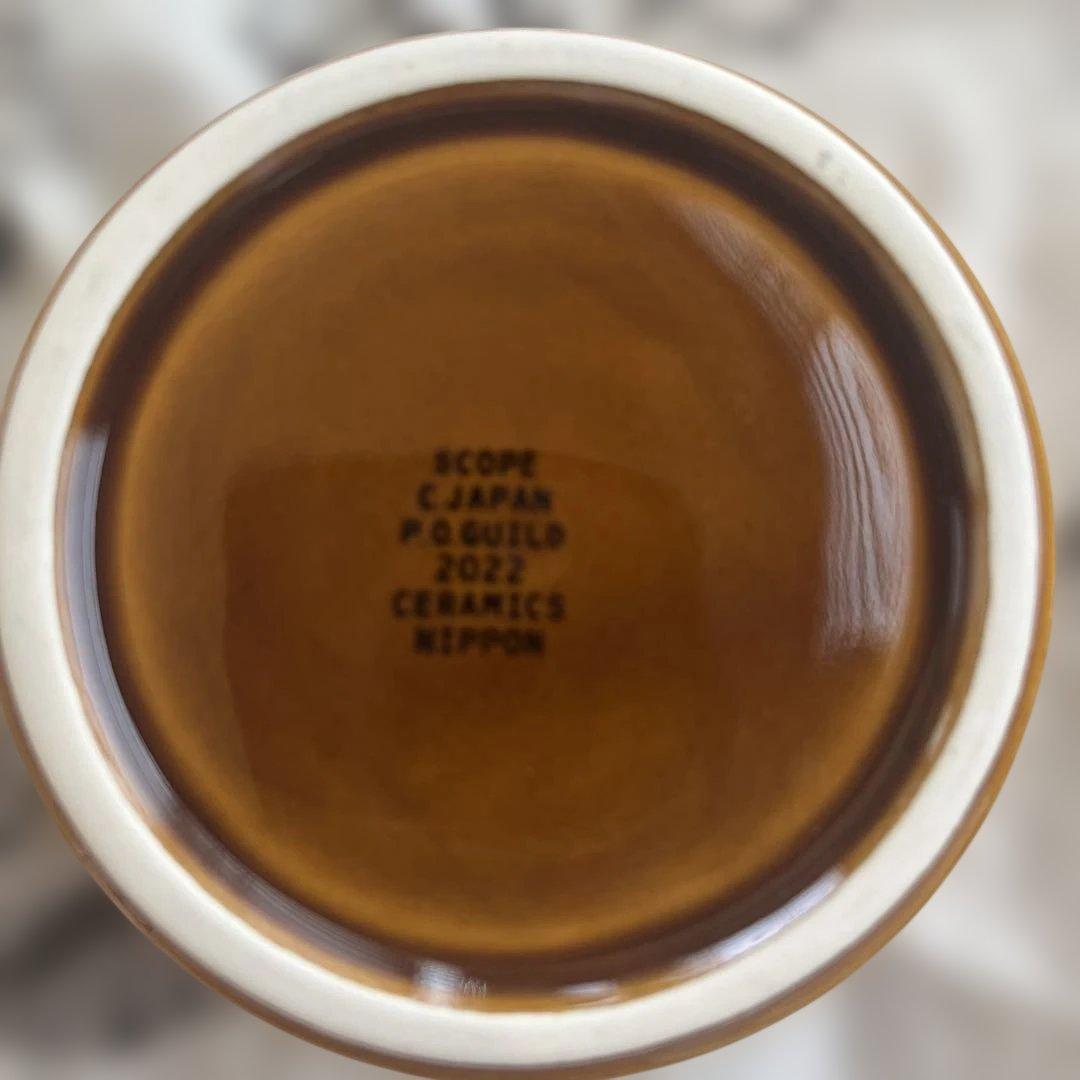 SCOPE
C.JAPAN
P.O.GUILD
2022
CERAMICS
NIPPON